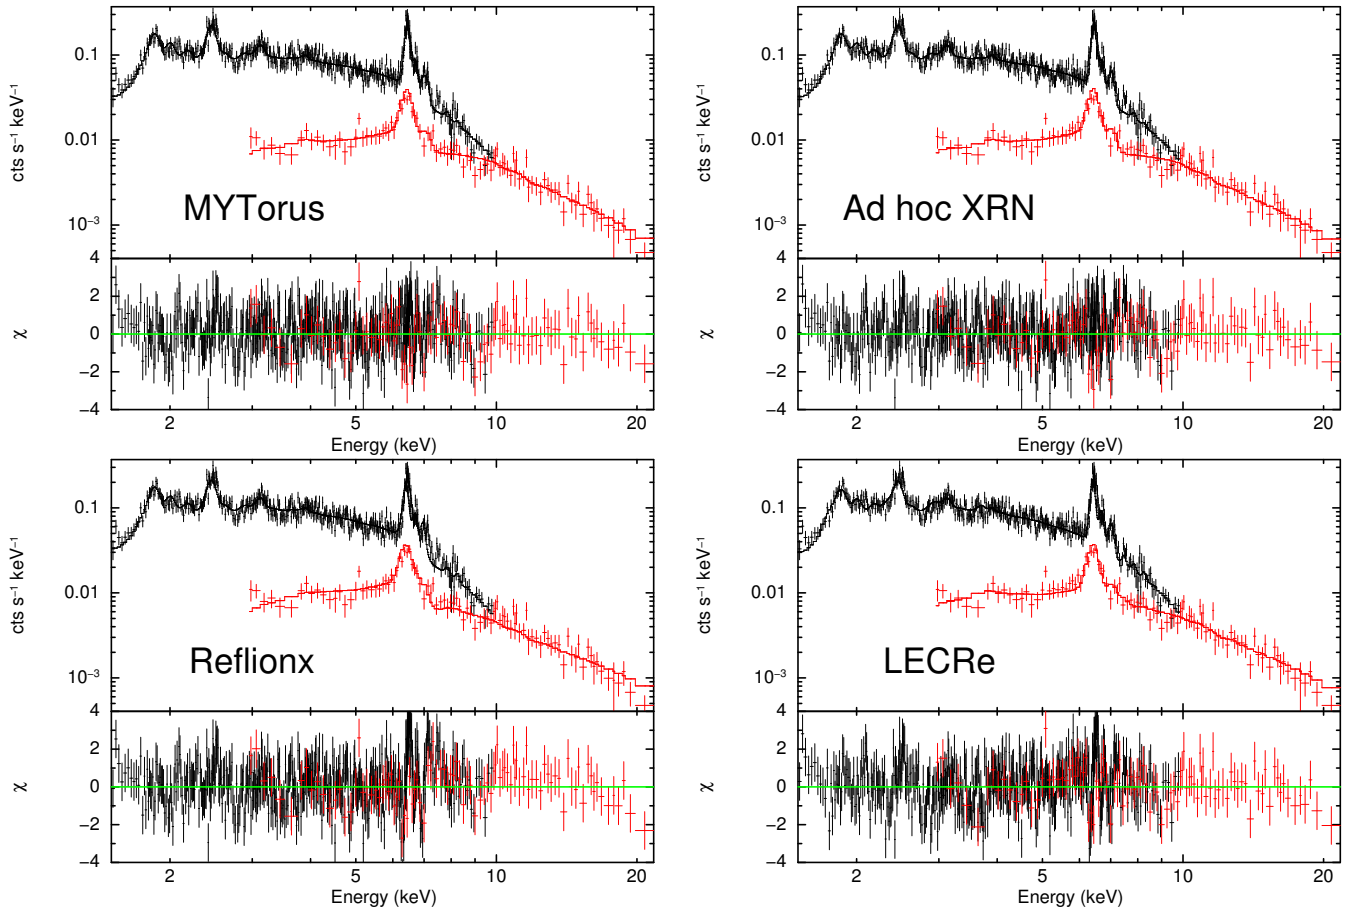 0.1
0.01
10⁻³
4
2
0
−2
−4
cts s⁻¹ keV⁻¹
χ
MYTorus
2 5 10 20
Energy (keV)
0.1
0.01
10⁻³
4
2
0
−2
−4
cts s⁻¹ keV⁻¹
χ
Ad hoc XRN
2 5 10 20
Energy (keV)
0.1
0.01
10⁻³
4
2
0
−2
−4
cts s⁻¹ keV⁻¹
χ
Reflionx
2 5 10 20
Energy (keV)
0.1
0.01
10⁻³
4
2
0
−2
−4
cts s⁻¹ keV⁻¹
χ
LECRe
2 5 10 20
Energy (keV)